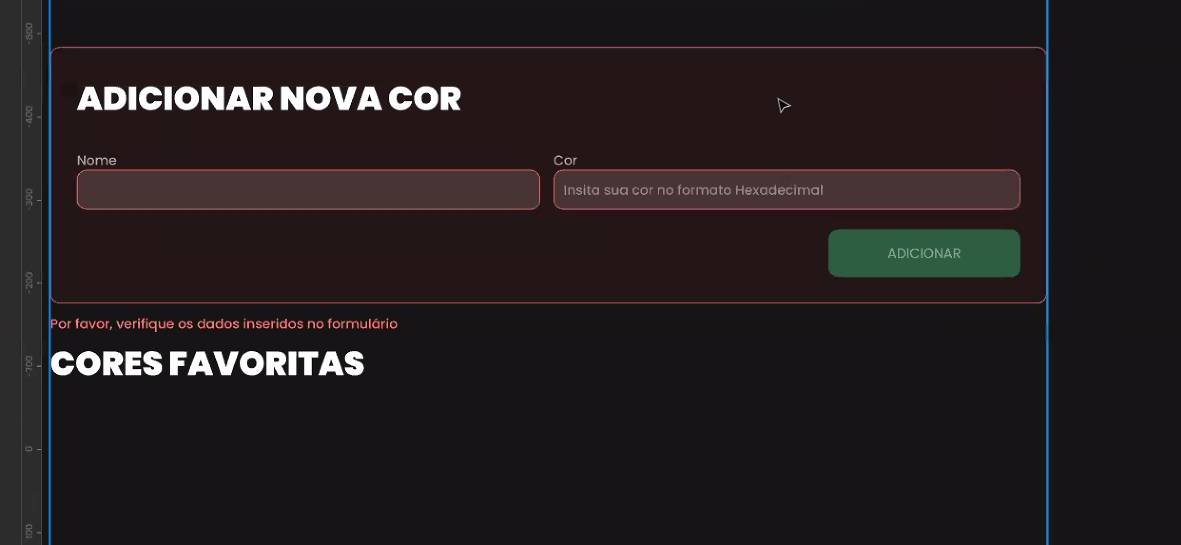 ADICIONAR NOVA COR
Nome
Cor
Insita sua cor no formato Hexadecimal
ADICIONAR
Por favor, verifique os dados inseridos no formulário
CORES FAVORITAS
-500
-400
-300
-200
-100
0
100